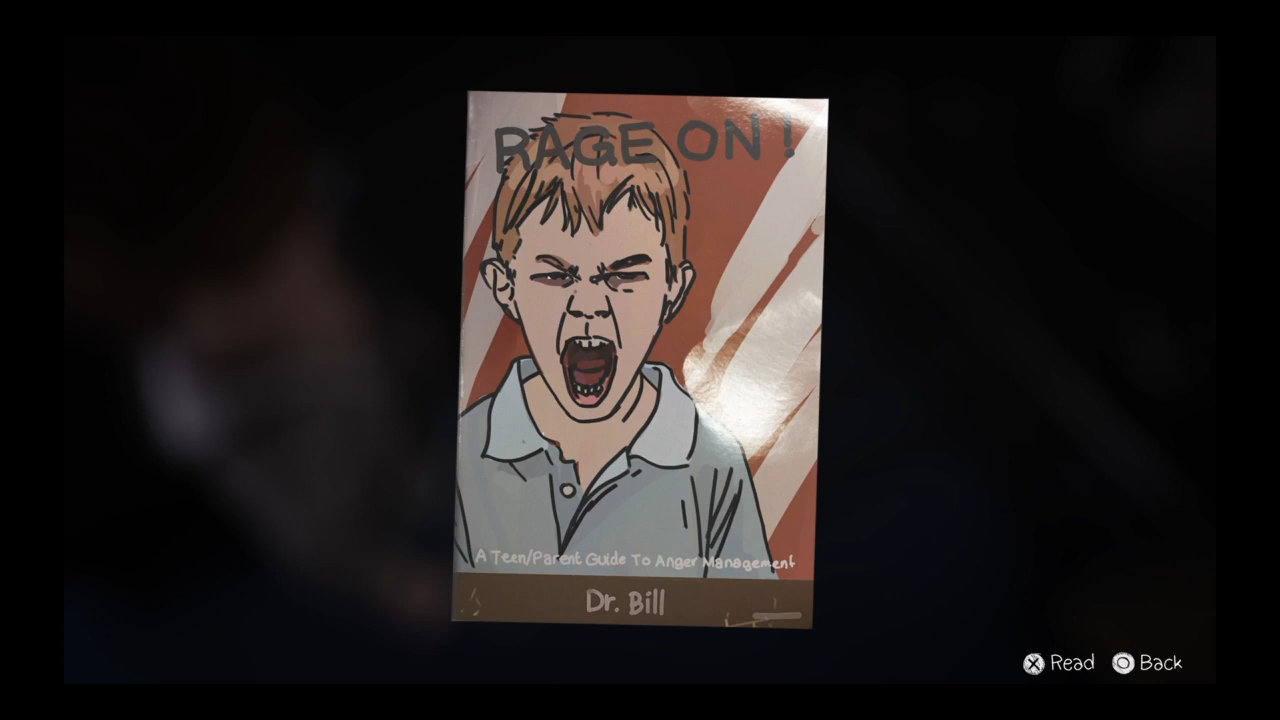 RAGE ON!
A Teen/Parent Guide To Anger Management
Dr. Bill
Read Back